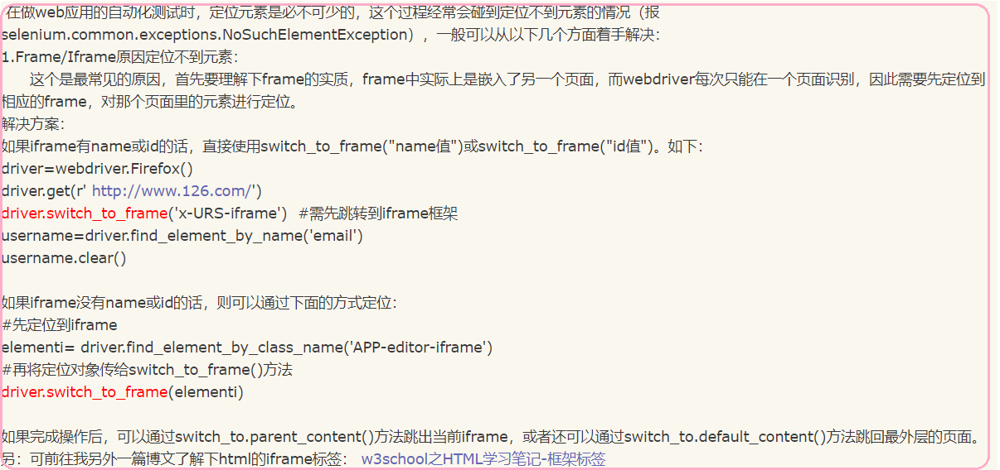 在做web应用的自动化测试时，定位元素是必不可少的，这个过程经常会碰到定位不到元素的情况（报
selenium.common.exceptions.NoSuchElementException），一般可以从以下几个方面着手解决：
1.Frame/Iframe原因定位不到元素：
这个是最常见的原因，首先要理解下frame的实质，frame中实际上是嵌入了另一个页面，而webdriver每次只能在一个页面识别，因此需要先定位到
相应的frame，对那个页面里的元素进行定位。
解决方案：
如果iframe有name或id的话，直接使用switch_to_frame("name值")或switch_to_frame("id值")。如下：
driver=webdriver.Firefox()
driver.get(r' http://www.126.com/')
driver.switch_to_frame('x-URS-iframe')  #需先跳转到iframe框架
username=driver.find_element_by_name('email')
username.clear()
如果iframe没有name或id的话，则可以通过下面的方式定位：
#先定位到iframe
elementi= driver.find_element_by_class_name('APP-editor-iframe')
#再将定位对象传给switch_to_frame()方法
driver.switch_to_frame(elementi)
如果完成操作后，可以通过switch_to.parent_content()方法跳出当前iframe，或者还可以通过switch_to.default_content()方法跳回最外层的页面。
另：可前往我另外一篇博文了解下html的iframe标签： w3school之HTML学习笔记-框架标签